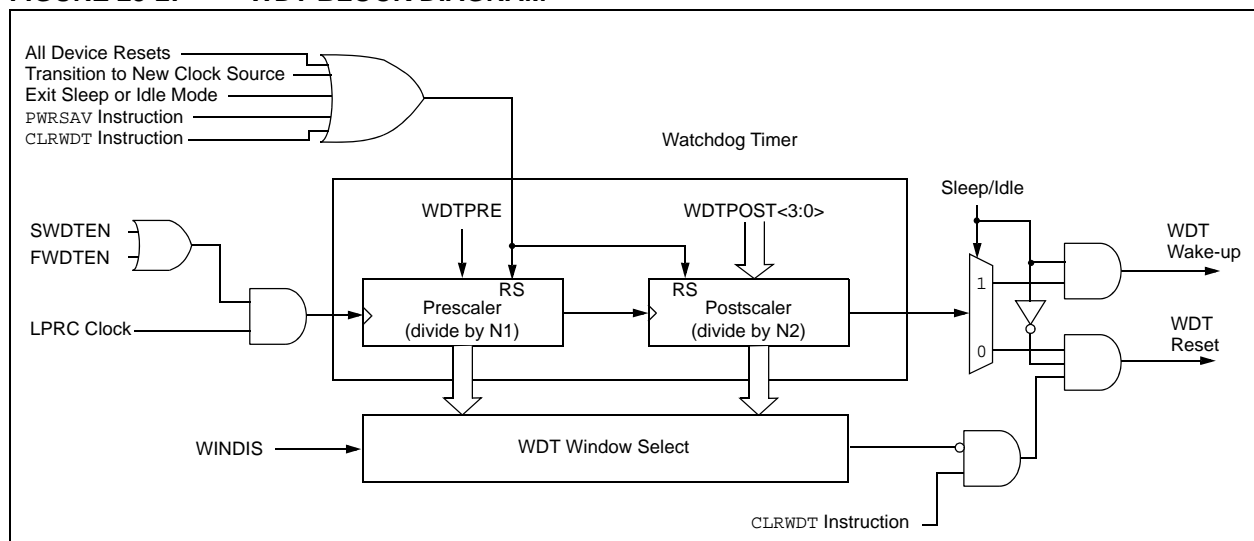 All Device Resets
Transition to New Clock Source
Exit Sleep or Idle Mode
PWRSAV Instruction
CLRWDT Instruction
Watchdog Timer
Sleep/Idle
WDTPRE
WDTPOST<3:0>
SWDTEN
FWDTEN
WDT
Wake-up
RS
RS
1
Prescaler
(divide by N1)
Postscaler
(divide by N2)
LPRC Clock
0
WDT
Reset
WINDIS
WDT Window Select
CLRWDT Instruction